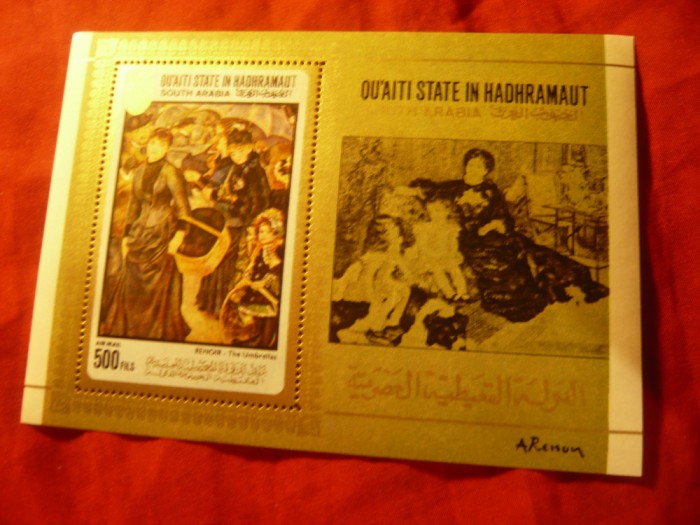 QU'AITI STATE IN HADHRAMAUT
SOUTH ARABIA
RENOIR - The Umbrellas
AIR MAIL
500 FILS
QU'AITI STATE IN HADHRAMAUT
SOUTH ARABIA
الدولة القعيطية الحضرمية
A Renoir